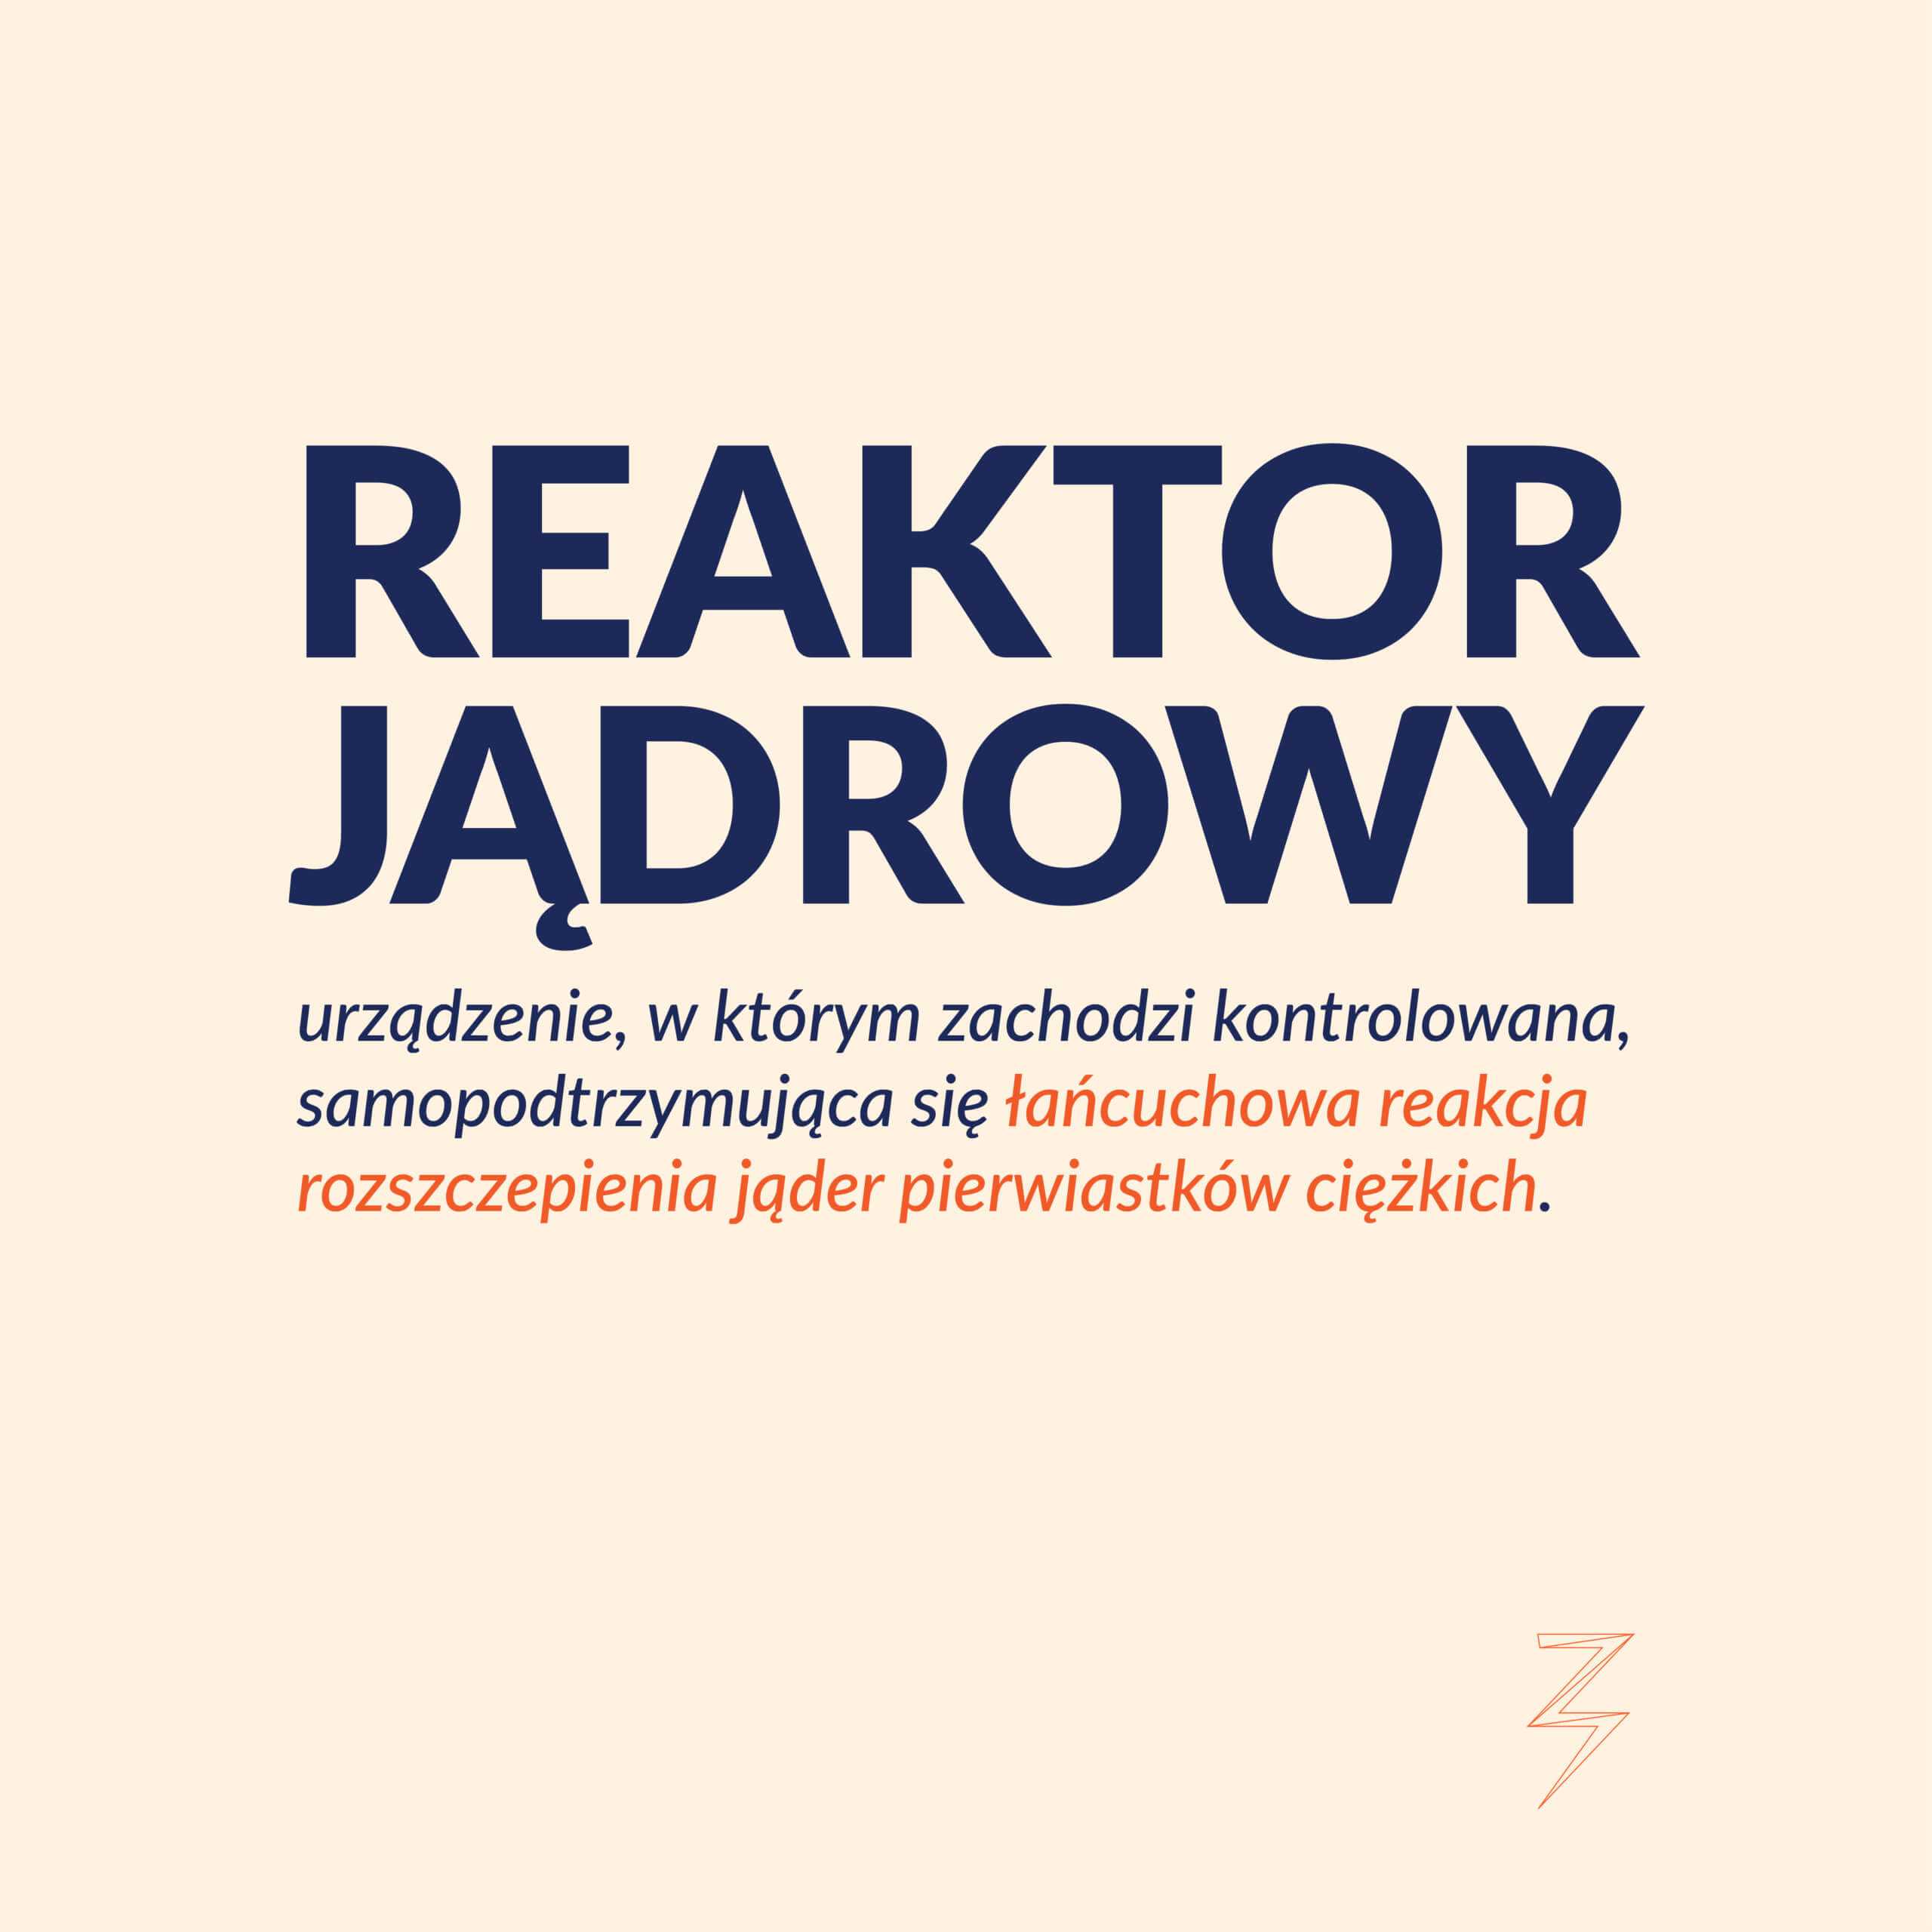 REAKTOR
JĄDROWY
urządzenie, w którym zachodzi kontrolowana,
samopodtrzymująca się łańcuchowa reakcja
rozszczepienia jąder pierwiastków ciężkich.